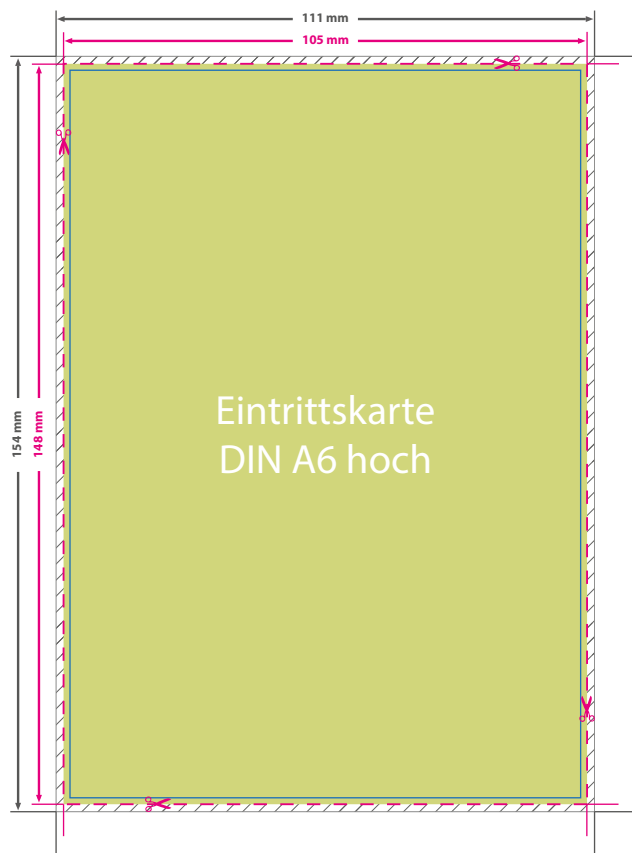 111 mm
105 mm
154 mm
148 mm
Eintrittskarte
DIN A6 hoch